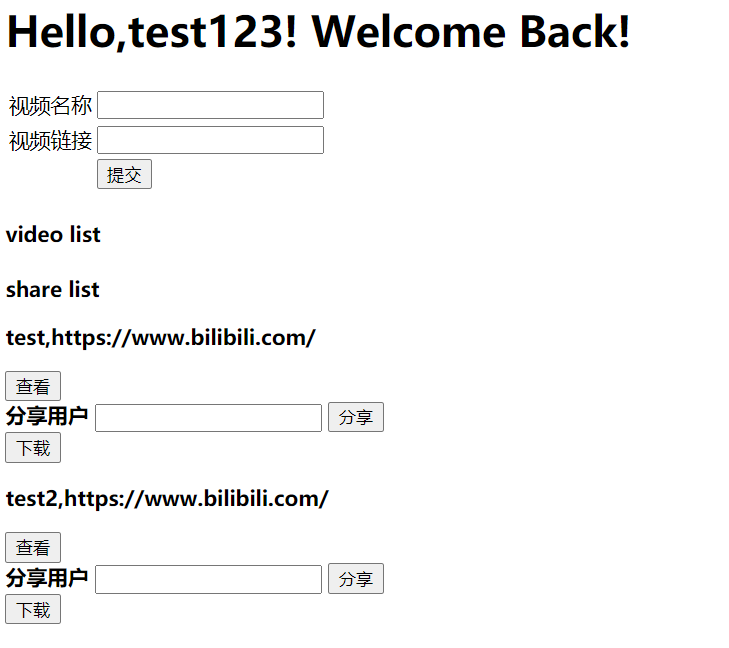 Hello,test123! Welcome Back!
视频名称
视频链接
提交
video list
share list
test,https://www.bilibili.com/
查看
分享用户 分享
下载
test2,https://www.bilibili.com/
查看
分享用户 分享
下载